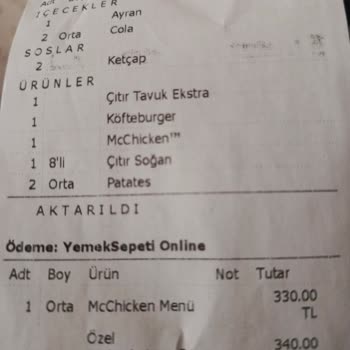 Adt
İÇECEKLER
1 Ayran
2 Orta Cola
SOSLAR
2 Ketçap
ÜRÜNLER
1 Çıtır Tavuk Ekstra
1 Köfteburger
1 McChicken™
1 8'li Çıtır Soğan
2 Orta Patates
AKTARILDI
Ödeme: YemekSepeti Online
Adt Boy Ürün Not Tutar
1 Orta McChicken Menü 330.00
TL
Özel 340.00